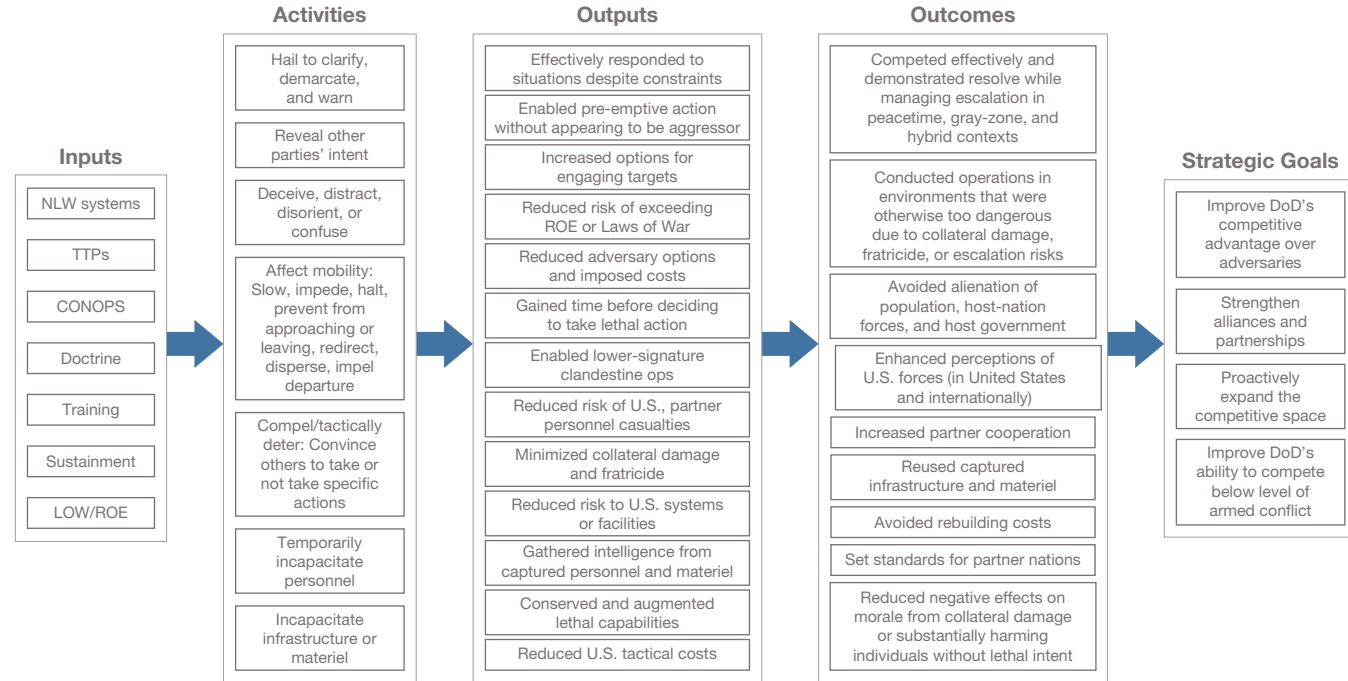 Inputs
NLW systems
TTPs
CONOPS
Doctrine
Training
Sustainment
LOW/ROE
Activities
Hail to clarify,
demarcate,
and warn
Reveal other
parties’ intent
Deceive, distract,
disorient, or
confuse
Affect mobility:
Slow, impede, halt,
prevent from
approaching or
leaving, redirect,
disperse, impel
departure
Compel/tactically
deter: Convince
others to take or
not take specific
actions
Temporarily
incapacitate
personnel
Incapacitate
infrastructure or
materiel
Outputs
Effectively responded to
situations despite constraints
Enabled pre-emptive action
without appearing to be aggressor
Increased options for
engaging targets
Reduced risk of exceeding
ROE or Laws of War
Reduced adversary options
and imposed costs
Gained time before deciding
to take lethal action
Enabled lower-signature
clandestine ops
Reduced risk of U.S., partner
personnel casualties
Minimized collateral damage
and fratricide
Reduced risk to U.S. systems
or facilities
Gathered intelligence from
captured personnel and materiel
Conserved and augmented
lethal capabilities
Reduced U.S. tactical costs
Outcomes
Competed effectively and
demonstrated resolve while
managing escalation in
peacetime, gray-zone, and
hybrid contexts
Conducted operations in
environments that were
otherwise too dangerous
due to collateral damage,
fratricide, or escalation risks
Avoided alienation of
population, host-nation
forces, and host government
Enhanced perceptions of
U.S. forces (in United States
and internationally)
Increased partner cooperation
Reused captured
infrastructure and materiel
Avoided rebuilding costs
Set standards for partner nations
Reduced negative effects on
morale from collateral damage
or substantially harming
individuals without lethal intent
Strategic Goals
Improve DoD’s
competitive
advantage over
adversaries
Strengthen
alliances and
partnerships
Proactively
expand the
competitive space
Improve DoD’s
ability to compete
below level of
armed conflict